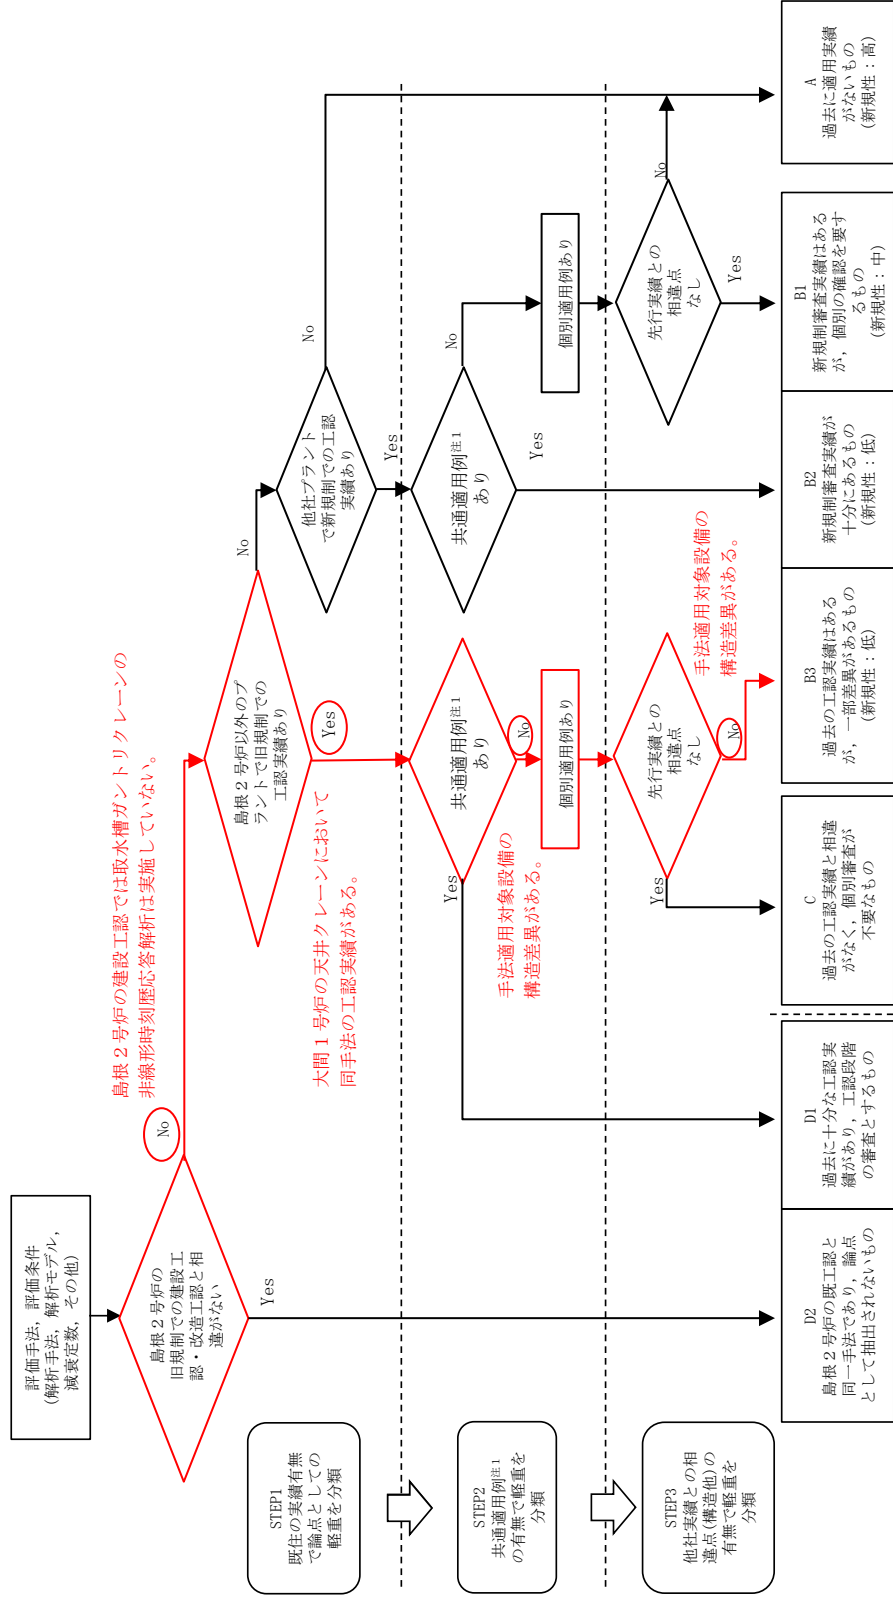 評価手法，評価条件
(解析手法，解析モデル，
減衰定数，その他)
島根２号炉の
旧規制での建設工
認・改造工認と相
違がない
No
Yes
島根２号炉の建設工認では取水槽ガントリクレーンの
非線形時刻歴応答解析は実施していない。
島根２号炉以外のプ
ラントで旧規制での
工認実績あり
No
Yes
大間１号炉の天井クレーンにおいて
同手法の工認実績がある。
他社プラント
で新規制での工認
実績あり
No
Yes
STEP1
既往の実績有無
で論点としての
軽重を分類
STEP2
共通適用例注１
の有無で軽重を
分類
STEP3
他社実績との相
違点(構造他)の
有無で軽重を
分類
共通適用例注１
あり
Yes
No
手法適用対象設備の
構造差異がある。
個別適用例あり
先行実績との
相違点
なし
Yes
No
手法適用対象設備の
構造差異がある。
共通適用例注１
あり
No
Yes
個別適用例あり
先行実績との
相違点
なし
No
Yes
D2
島根２号炉の既工認と
同一手法であり，論点
として抽出されないもの
D1
過去に十分な工認実
績があり，工認段階
の審査とするもの
C
過去の工認実績と相違
がなく，個別審査が
不要なもの
B3
過去の工認実績はある
が，一部差異があるもの
(新規性：低)
B2
新規制審査実績が
十分にあるもの
(新規性：低)
B1
新規制審査実績はある
が，個別の確認を要す
るもの
(新規性：中)
A
過去に適用実績
がないもの
(新規性：高)